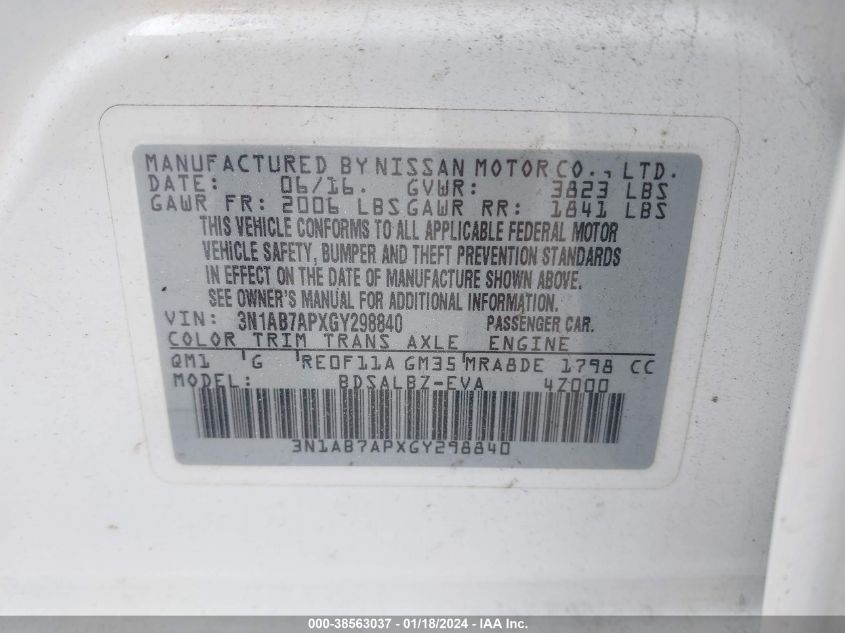 MANUFACTURED BY NISSAN MOTOR CO., LTD.
DATE: 06/16. GVWR: 3823 LBS
GAWR FR: 2006 LBS GAWR RR: 1841 LBS
THIS VEHICLE CONFORMS TO ALL APPLICABLE FEDERAL MOTOR
VEHICLE SAFETY, BUMPER AND THEFT PREVENTION STANDARDS
IN EFFECT ON THE DATE OF MANUFACTURE SHOWN ABOVE.
SEE OWNER'S MANUAL FOR ADDITIONAL INFORMATION.
VIN: 3N1AB7APXGY298840 PASSENGER CAR.
COLOR TRIM TRANS AXLE ENGINE
QM1 G RE0F11A GM35 MRA8DE 1798 CC
MODEL: BDSALBZ-EVA 4Z000
3N1AB7APXGY298840
000-38563037 - 01/18/2024 - IAA Inc.